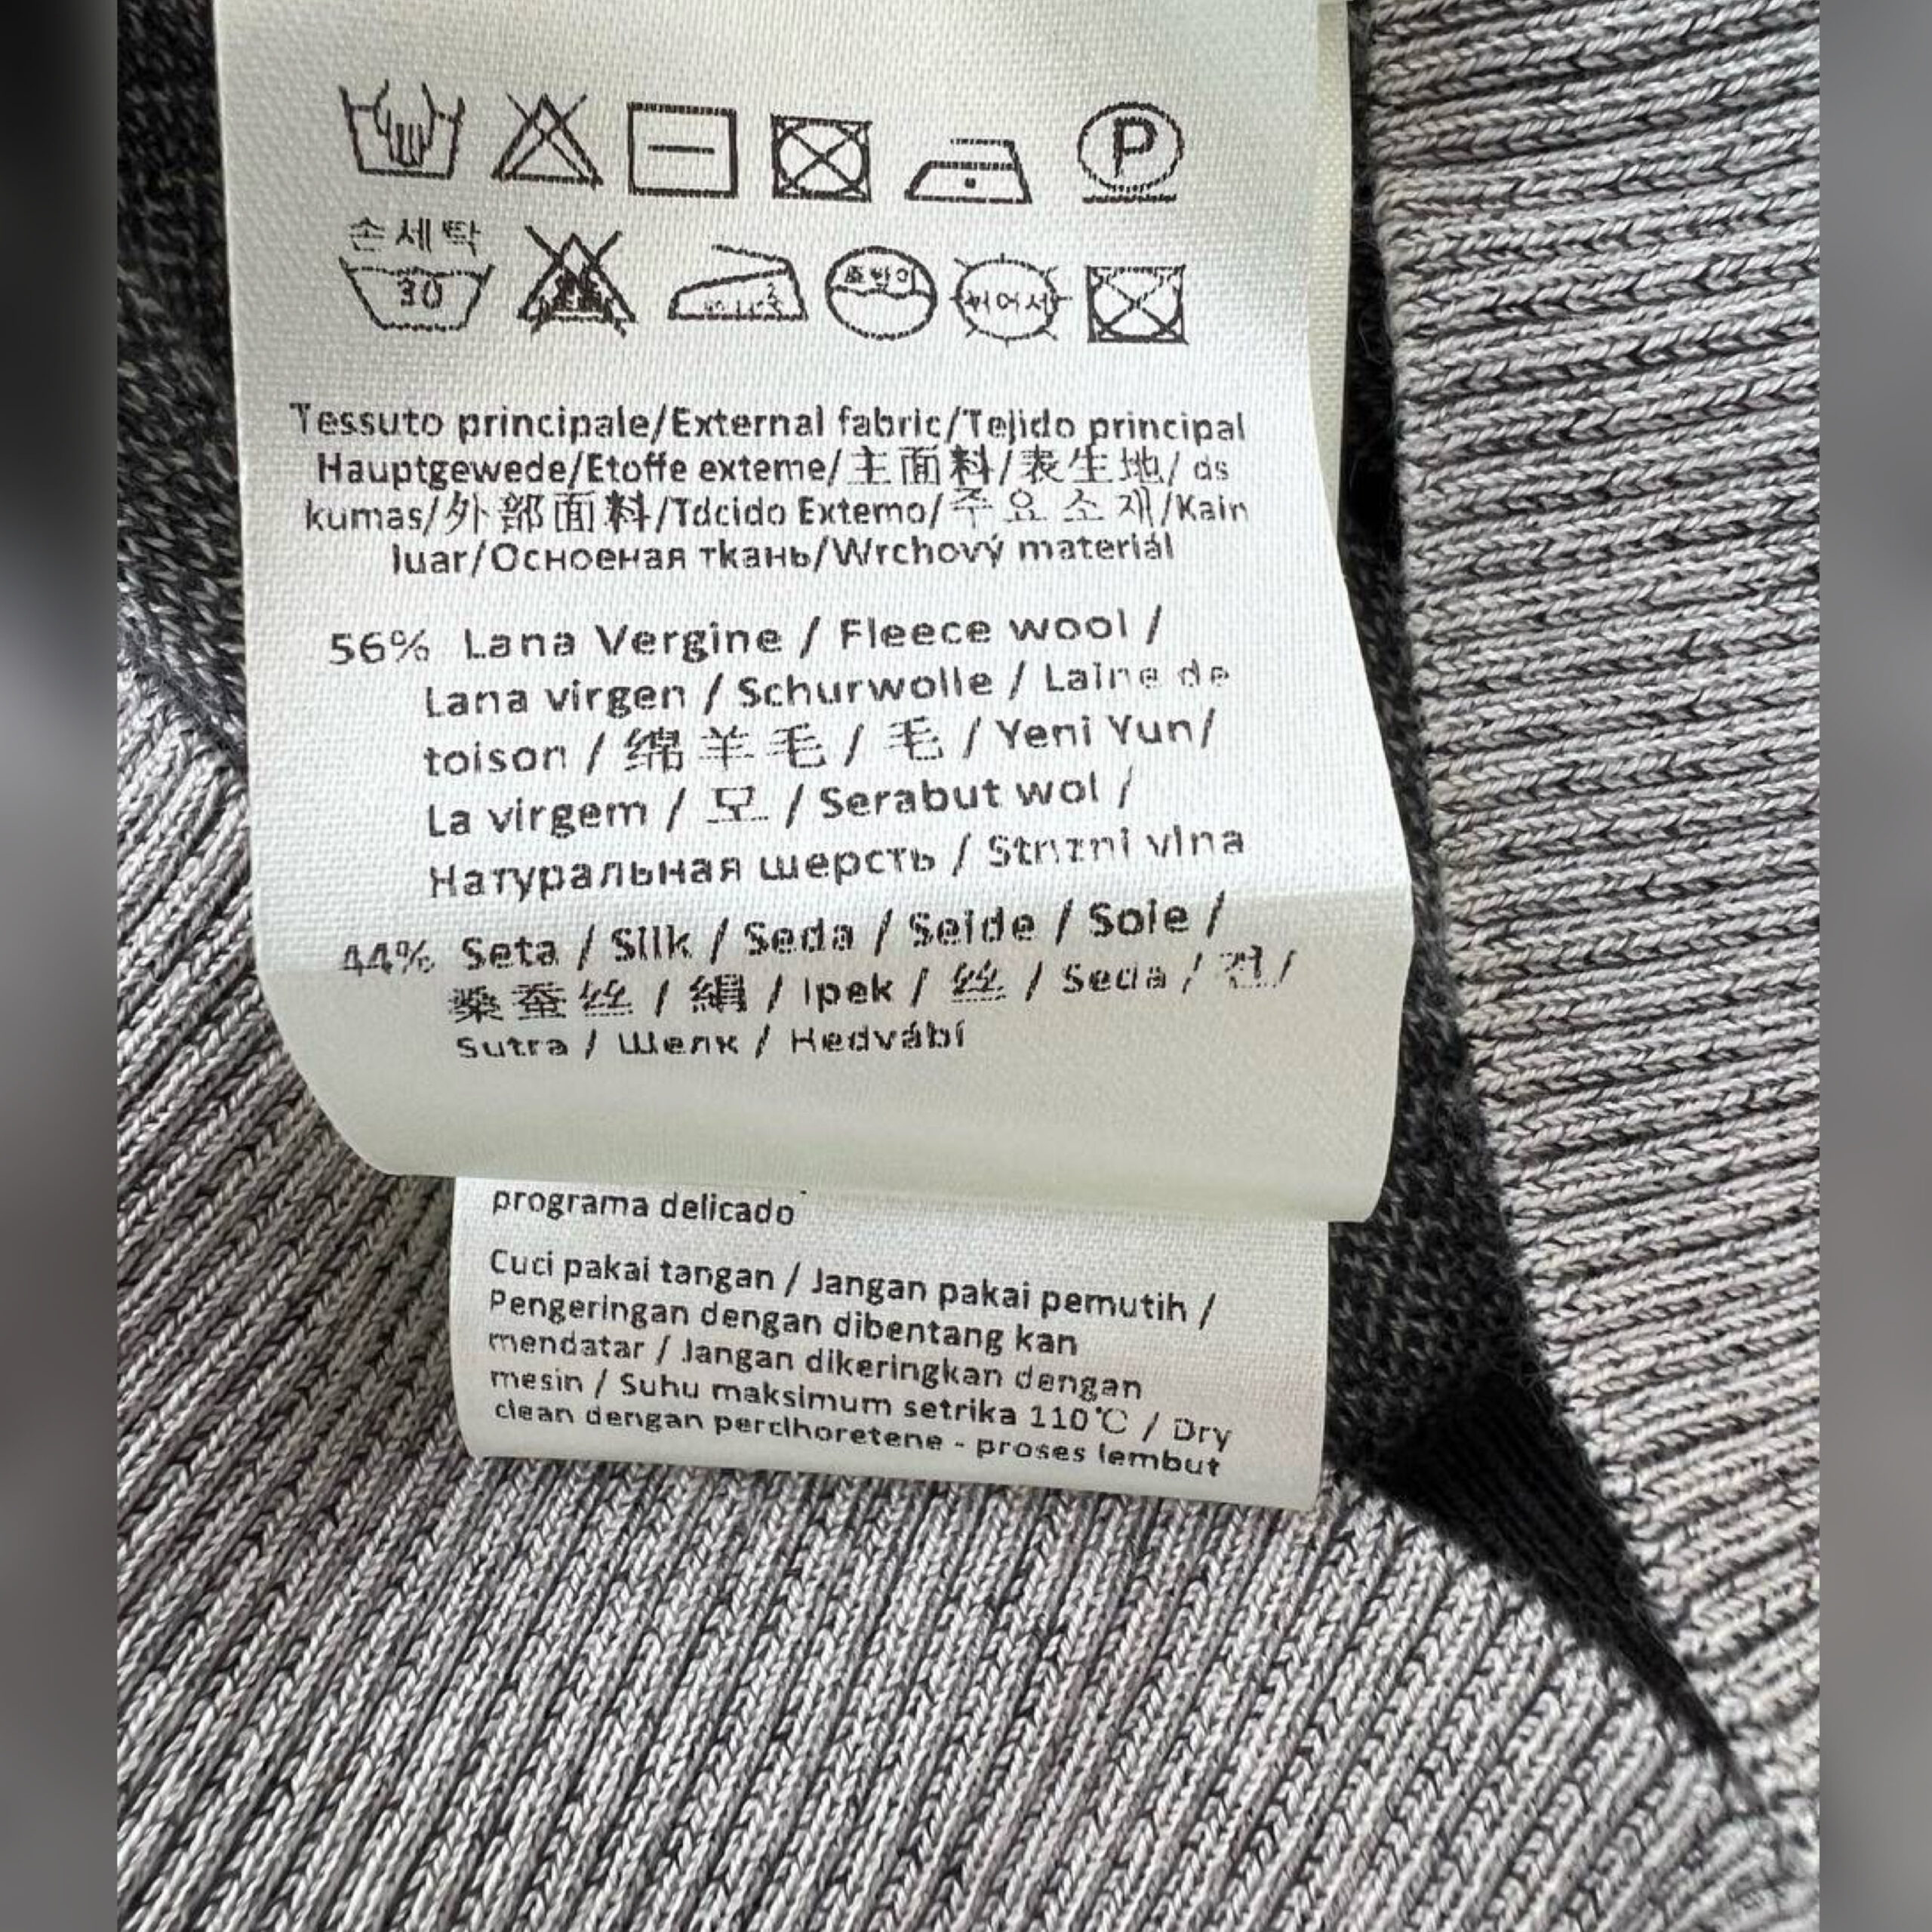 P
손세탁
30
뉘어서
Tessuto principale/External fabric/Tejido principal
Hauptgewede/Etoffe exteme/主面料/表生地/ ds
kumas/外部面料/Tdcido Extemo/주요소재/Kain
luar/Осноеная ткань/Wrchový materiál
56% Lana Vergine / Fleece wool /
Lana virgen / Schurwolle / Laine de
toison / 绵羊毛 / 毛 / Yeni Yun/
La virgem / 모 / Serabut wol /
Натуральная шерсть / Strizni vlna
44% Seta / Silk / Seda / Seide / Soie /
桑蚕丝 / 絹 / Ipek / 丝 / Seda / 견/
Sutra / Шелк / Hedvábí
programa delicado
Cuci pakai tangan / Jangan pakai pemutih /
Pengeringan dengan dibentang kan
mendatar / Jangan dikeringkan dengan
mesin / Suhu maksimum setrika 110℃ / Dry
clean dengan perclhoretene - proses lembut